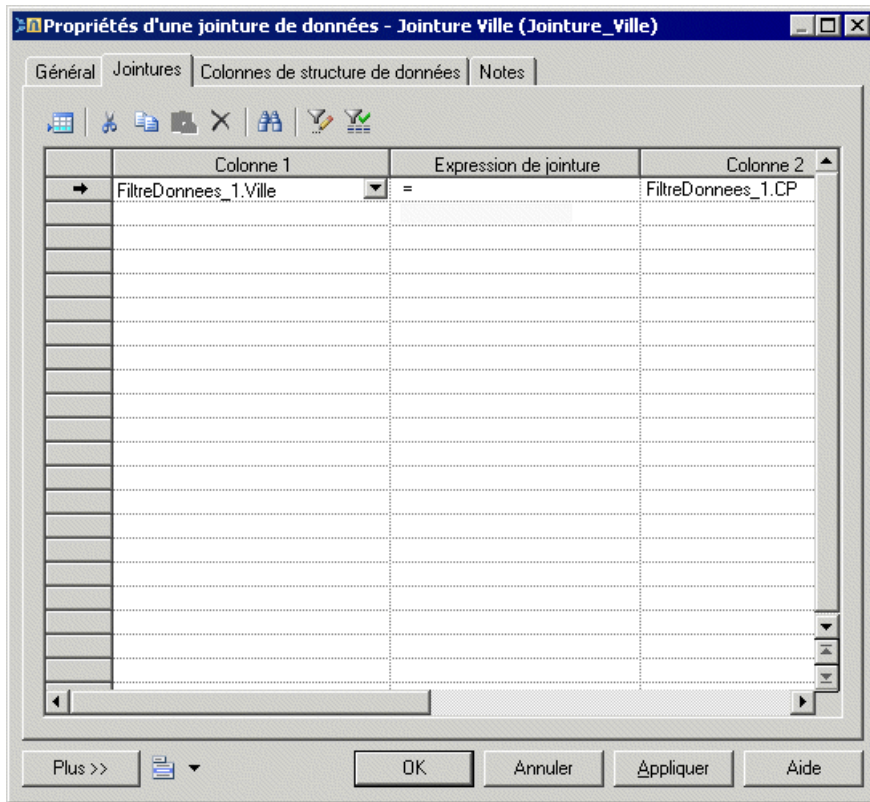 Propriétés d'une jointure de données - Jointure Ville (Jointure_Ville)
Général Jointures Colonnes de structure de données Notes
Colonne 1 Expression de jointure Colonne 2
FiltreDonnees_1.Ville = FiltreDonnees_1.CP
Plus >> OK Annuler Appliquer Aide